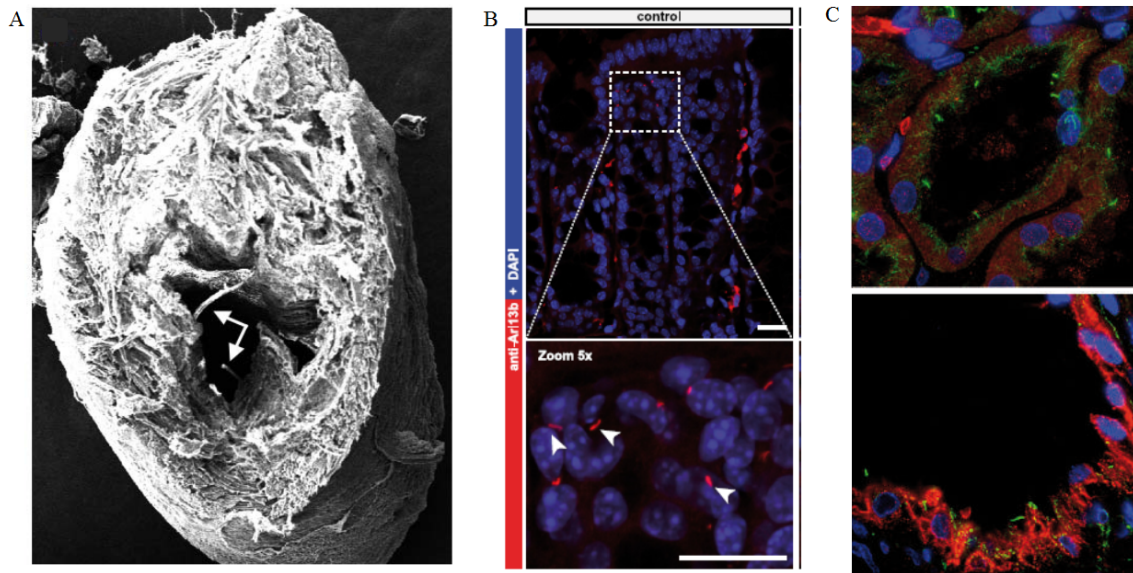 A
B
C
control
anti-Arl13b + DAPI
Zoom 5x